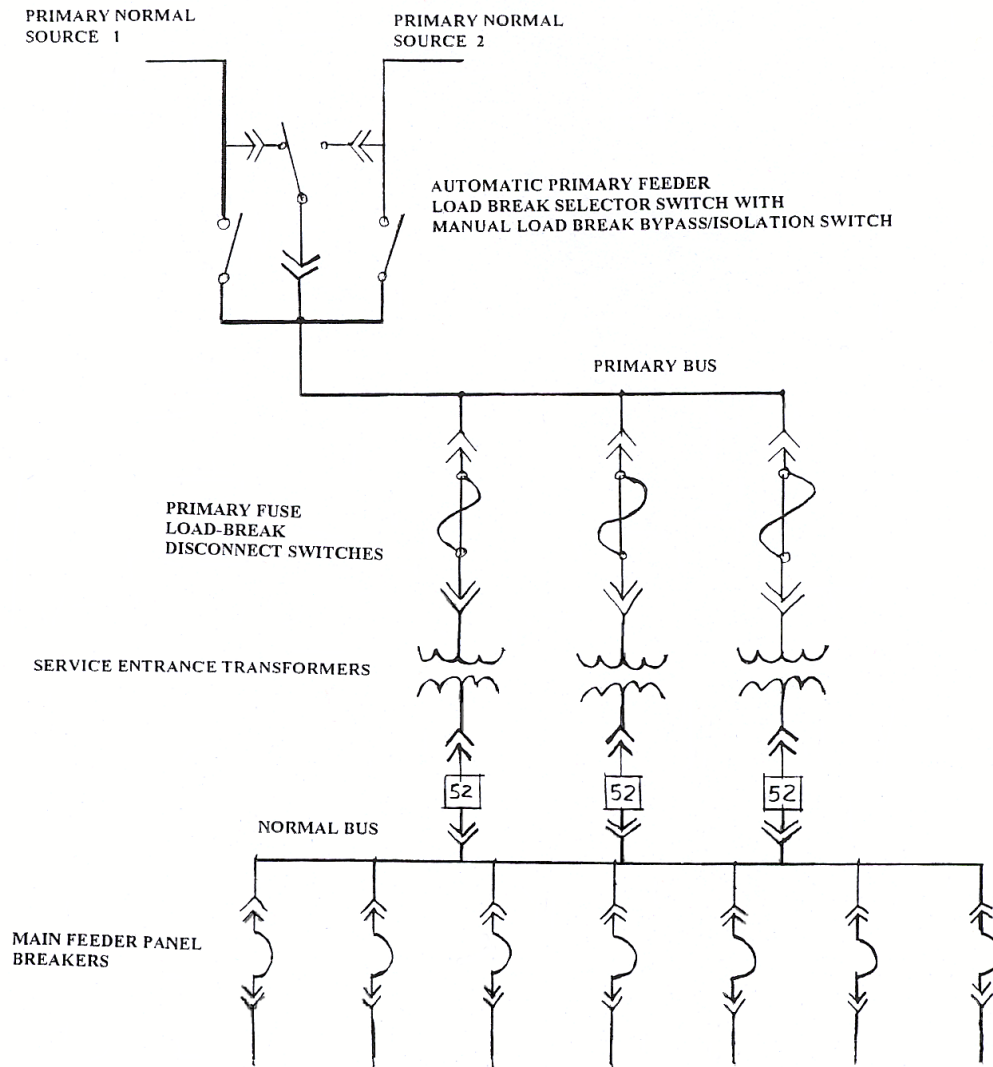 PRIMARY NORMAL
SOURCE 1
PRIMARY NORMAL
SOURCE 2
AUTOMATIC PRIMARY FEEDER
LOAD BREAK SELECTOR SWITCH WITH
MANUAL LOAD BREAK BYPASS/ISOLATION SWITCH
PRIMARY BUS
PRIMARY FUSE
LOAD-BREAK
DISCONNECT SWITCHES
SERVICE ENTRANCE TRANSFORMERS
52
52
52
NORMAL BUS
MAIN FEEDER PANEL
BREAKERS